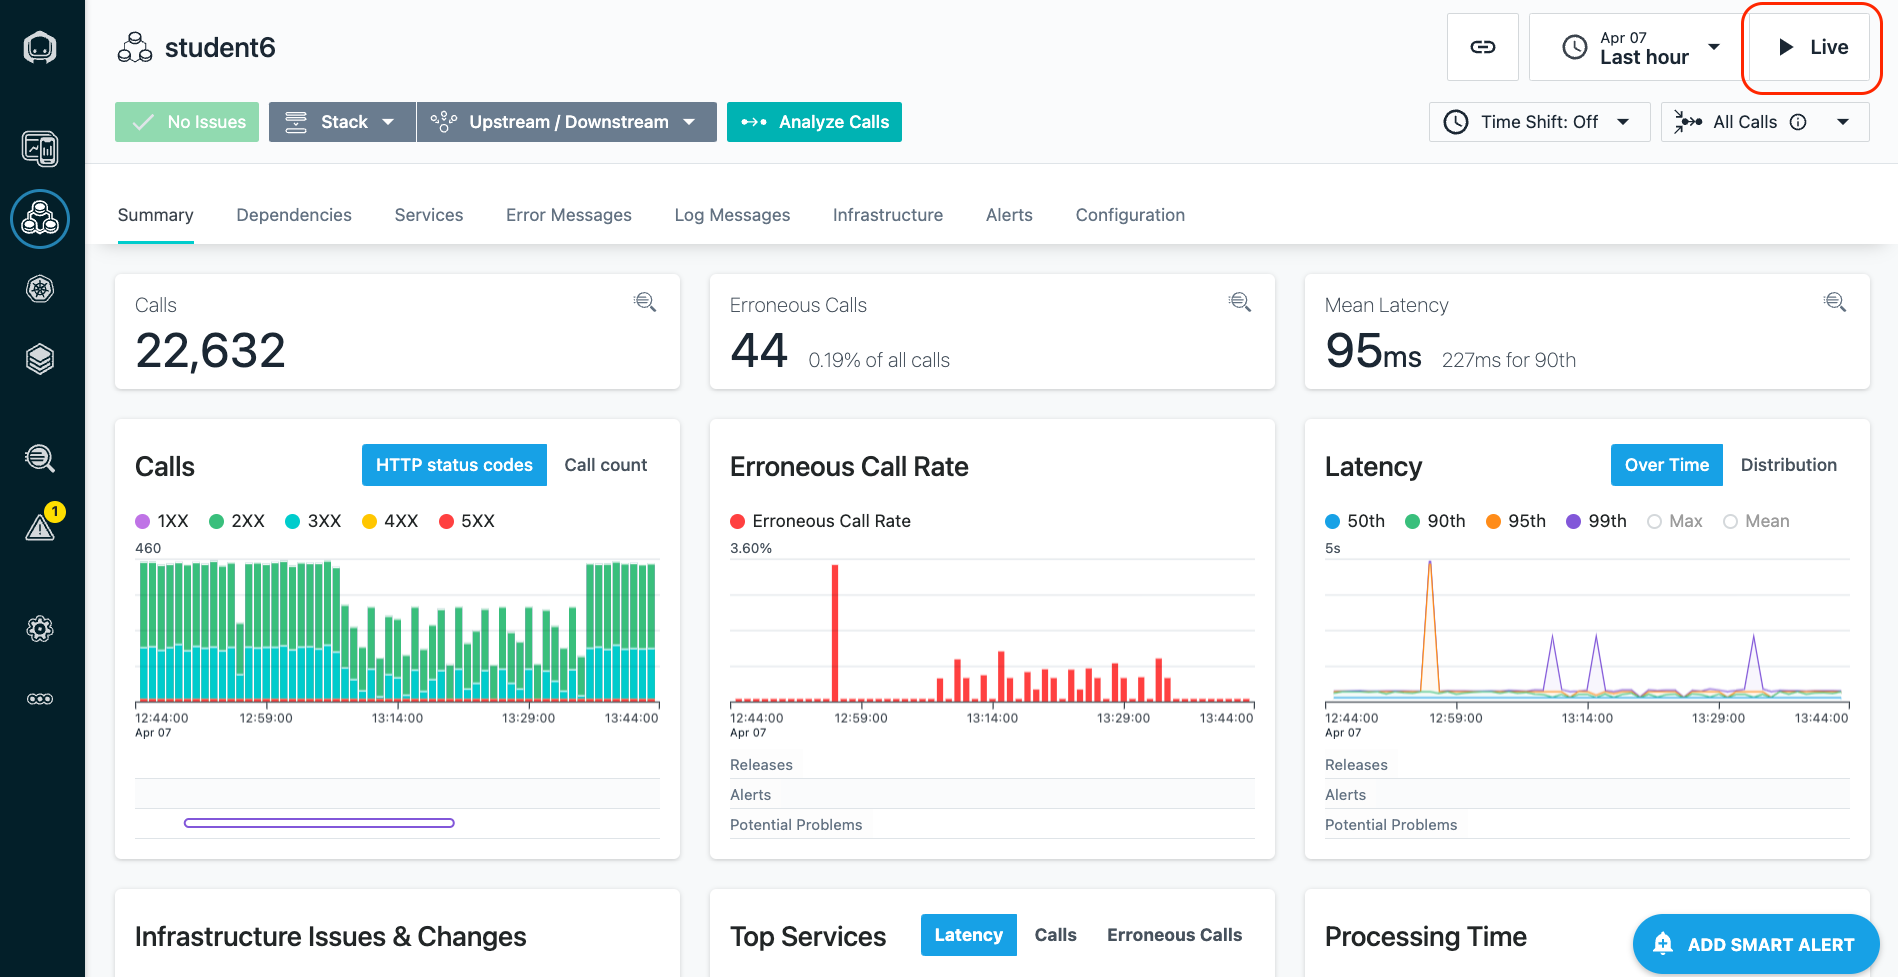 student6
Apr 07
Last hour
Live
No Issues
Stack
Upstream / Downstream
Analyze Calls
Time Shift: Off
All Calls
Summary
Dependencies
Services
Error Messages
Log Messages
Infrastructure
Alerts
Configuration
1
Calls
22,632
Erroneous Calls
44 0.19% of all calls
Mean Latency
95ms 227ms for 90th
Calls
HTTP status codes
Call count
1XX 2XX 3XX 4XX 5XX
460
12:44:00 12:59:00 13:14:00 13:29:00 13:44:00
Apr 07
Erroneous Call Rate
Erroneous Call Rate
3.60%
12:44:00 12:59:00 13:14:00 13:29:00 13:44:00
Apr 07
Releases
Alerts
Potential Problems
Latency
Over Time
Distribution
50th 90th 95th 99th Max Mean
5s
12:44:00 12:59:00 13:14:00 13:29:00 13:44:00
Apr 07
Releases
Alerts
Potential Problems
Infrastructure Issues & Changes
Top Services
Latency
Calls
Erroneous Calls
Processing Time
ADD SMART ALERT